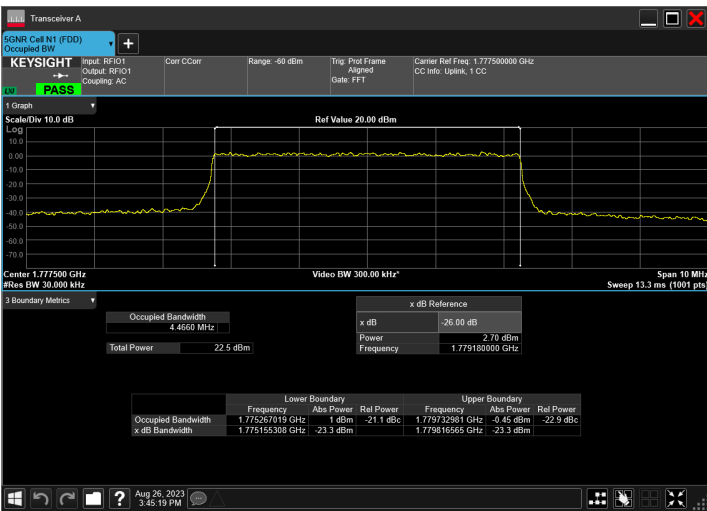 Transceiver A
5GNR Cell N1 (FDD)
Occupied BW
+
KEYSIGHT
LXI
PASS
Input: RFIO1
Output: RFIO1
Coupling: AC
Corr CCorr
Range: -60 dBm
Trig: Prot Frame
Aligned
Gate: FFT
Carrier Ref Freq: 1.777500000 GHz
CC Info: Uplink, 1 CC
1 Graph
Scale/Div 10.0 dB
Ref Value 20.00 dBm
Log
10.0
0.00
-10.0
-20.0
-30.0
-40.0
-50.0
-60.0
-70.0
Center 1.777500 GHz
Video BW 300.00 kHz*
Span 10 MHz
#Res BW 30.000 kHz
Sweep 13.3 ms (1001 pts)
3 Boundary Metrics
Occupied Bandwidth
4.4660 MHz
Total Power 22.5 dBm
x dB Reference
x dB -26.00 dB
Power 2.70 dBm
Frequency 1.779180000 GHz
Lower Boundary Upper Boundary
Frequency Abs Power Rel Power Frequency Abs Power Rel Power
Occupied Bandwidth 1.775267019 GHz 1 dBm -21.1 dBc 1.779732981 GHz -0.45 dBm -22.9 dBc
x dB Bandwidth 1.775155308 GHz -23.3 dBm 1.779816565 GHz -23.3 dBm
?
Aug 26, 2023
3:45:19 PM